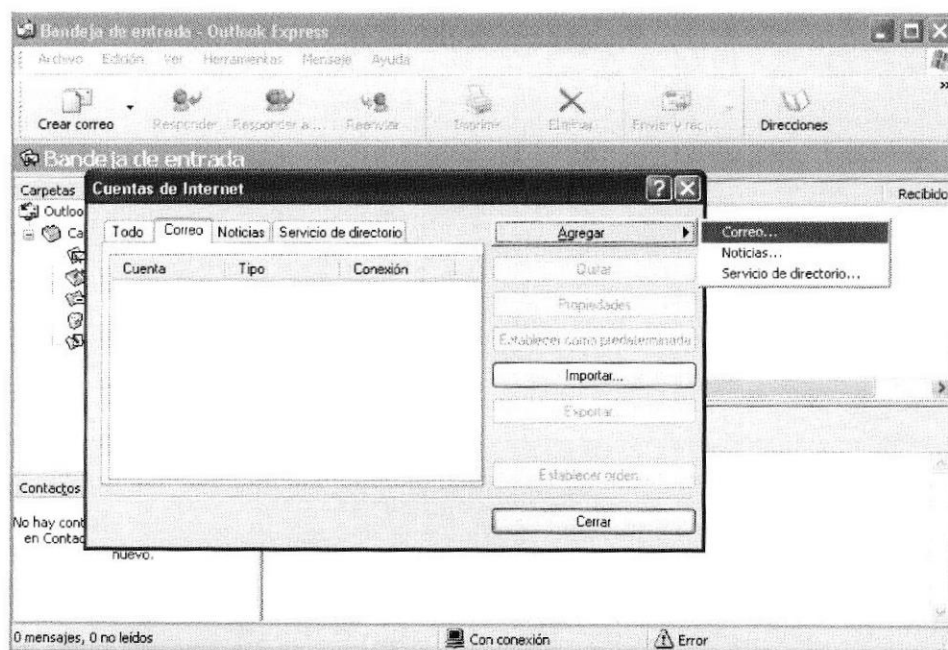 Bandeja de entrada - Outlook Express
Archivo Edición Ver Herramientas Mensaje Ayuda
Crear correo Responder Responder a ... Reenviar Imprimir Eliminar Enviar y rec... Direcciones
Bandeja de entrada
Carpetas
Recibido
Outloo
Ca
Cuentas de Internet
Todo Correo Noticias Servicio de directorio
Cuenta Tipo Conexión
Agregar
Quitar
Propiedades
Establecer como predeterminada
Importar...
Exportar...
Establecer orden...
Cerrar
Correo...
Noticias...
Servicio de directorio...
Contactos
No hay cont
en Contac
nuevo.
0 mensajes, 0 no leídos Con conexión Error